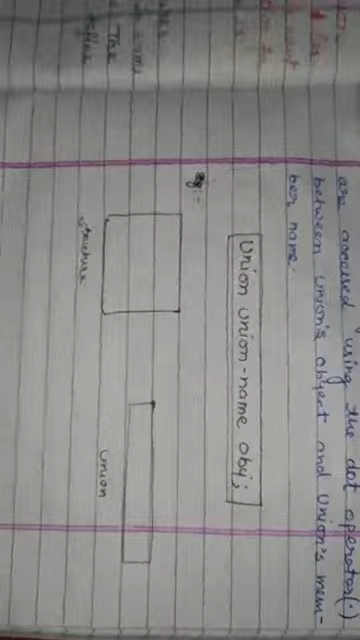 are accessed using the dot operator(.)
between union's object and union's mem-
ber name.
Union union-name obj;
eg:-
structure
union